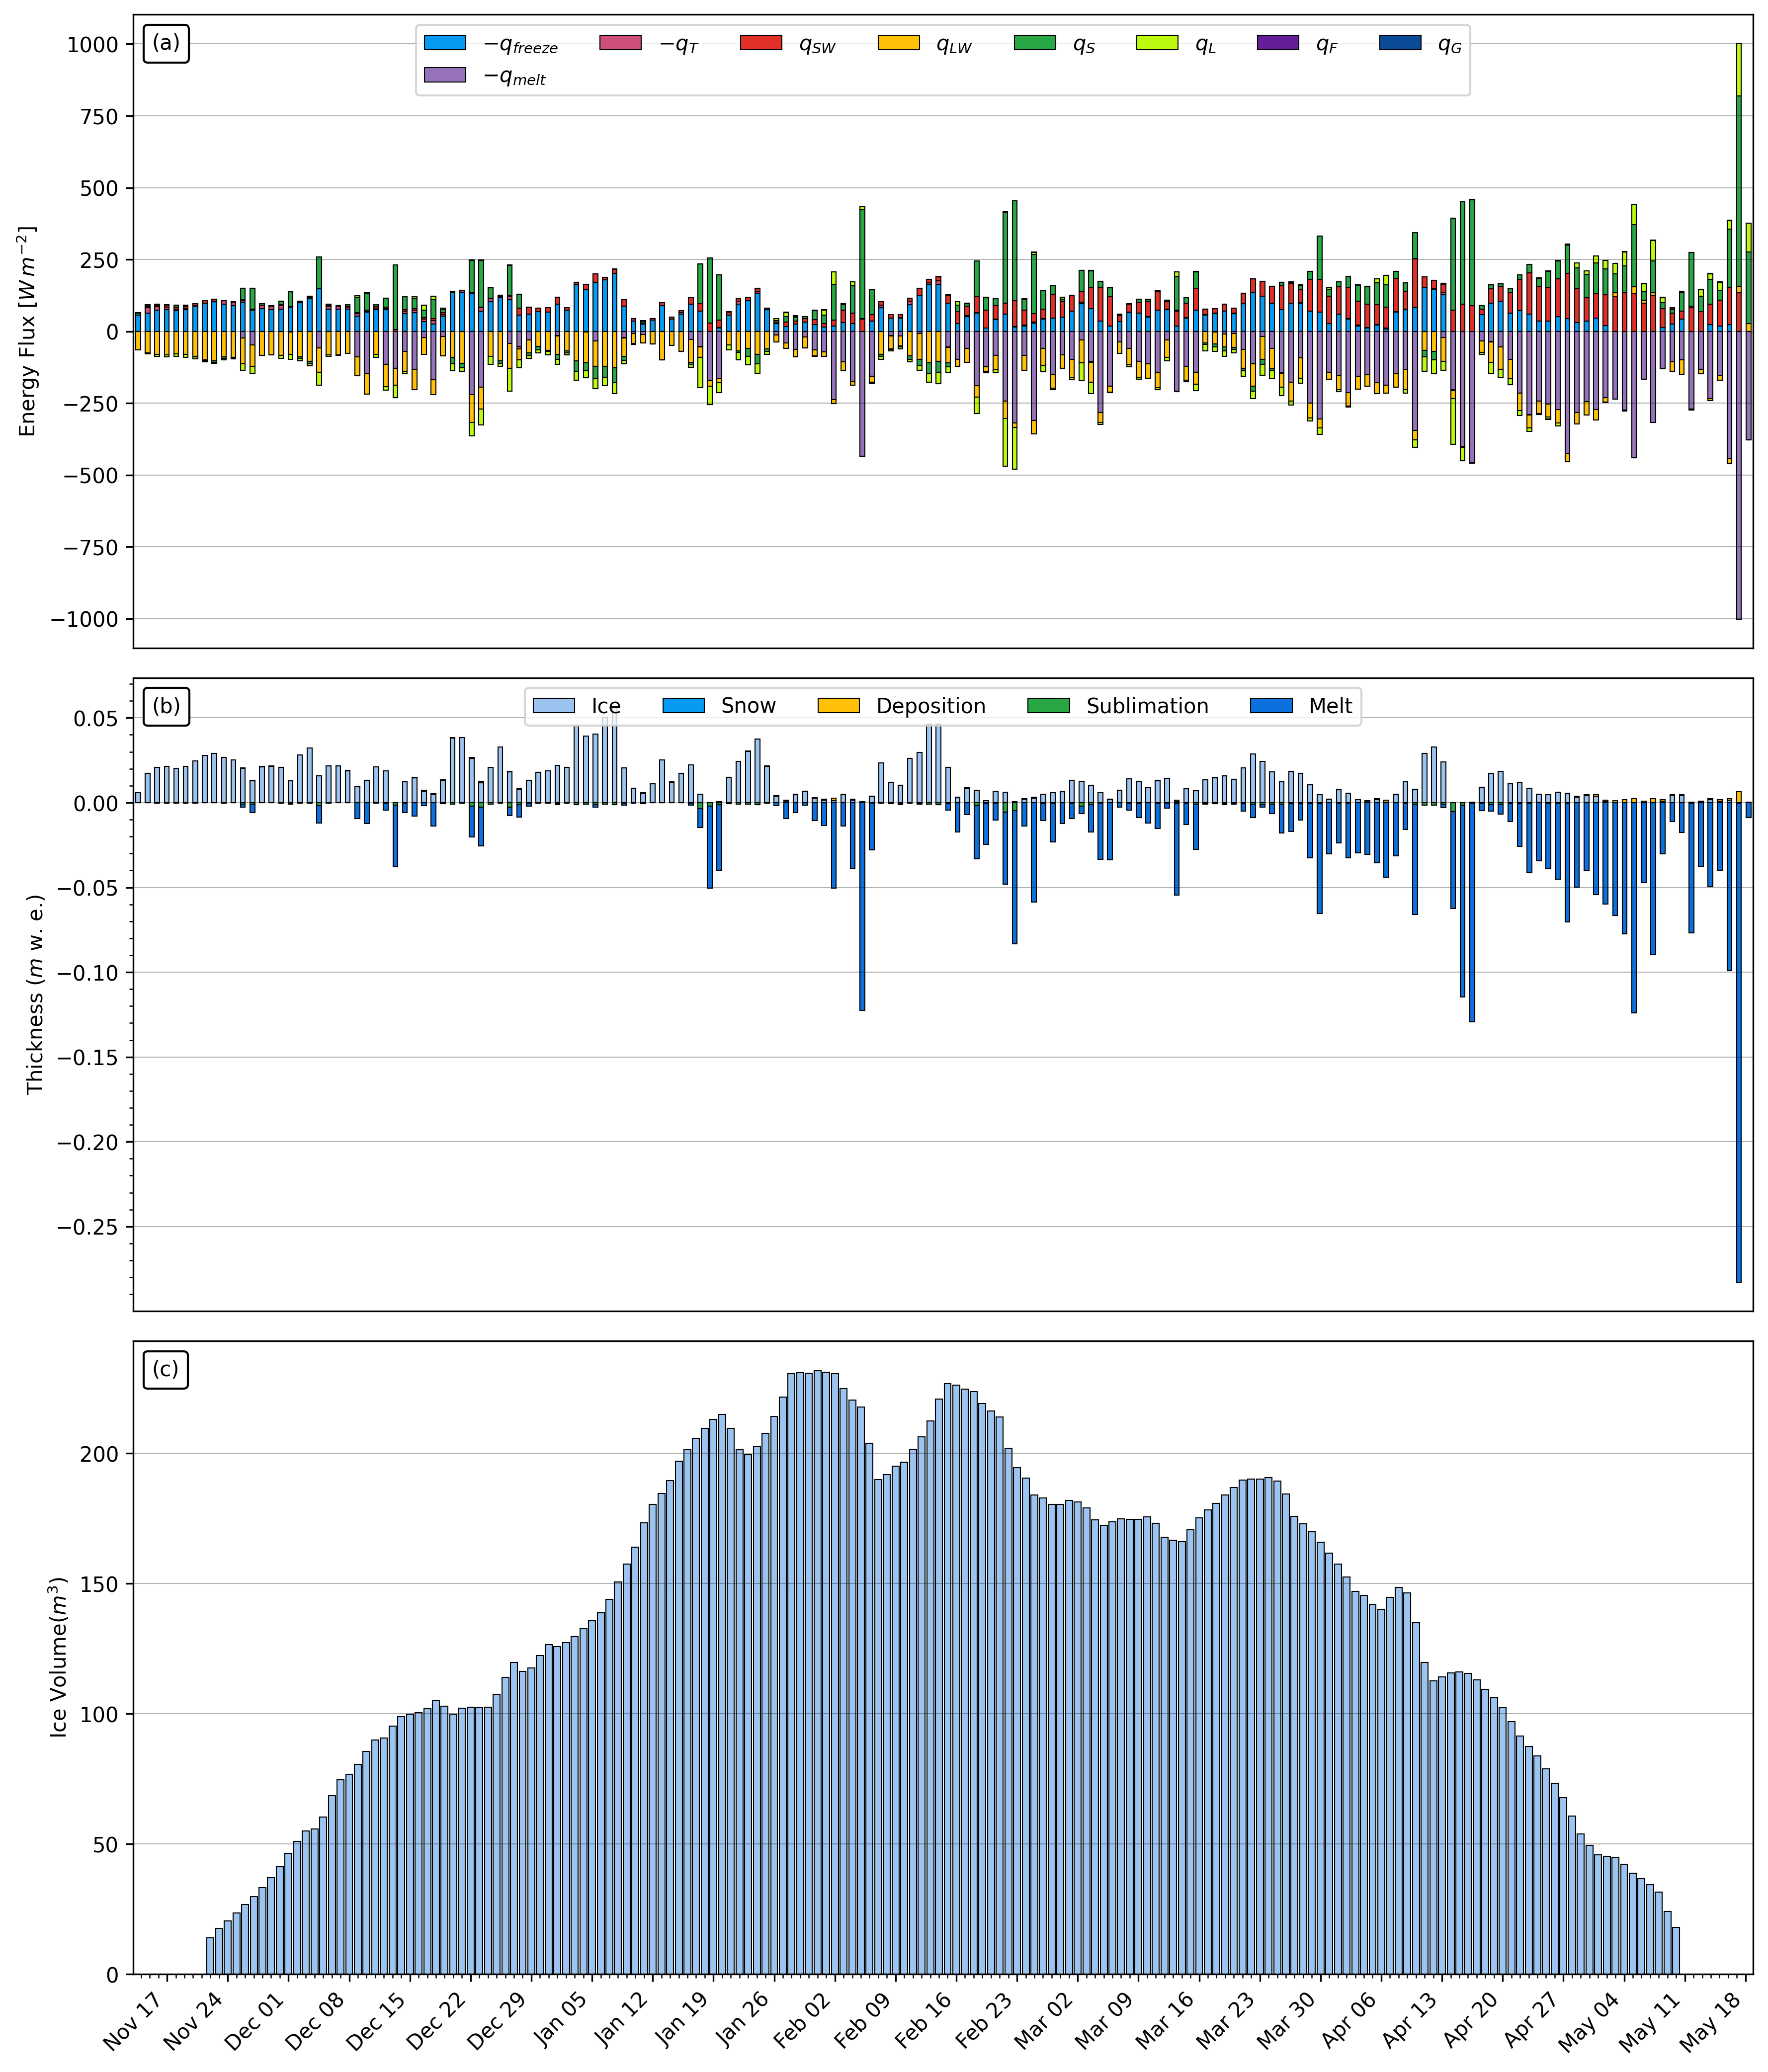 (a)
−q_freeze −q_T q_SW q_LW q_S q_L q_F q_G
−q_melt
1000
750
500
250
0
−250
−500
−750
−1000
Energy Flux [W m⁻²]
(b)
Ice Snow Deposition Sublimation Melt
0.05
0.00
−0.05
−0.10
−0.15
−0.20
−0.25
Thickness (m w. e.)
(c)
200
150
100
50
0
Ice Volume(m³)
Nov 17 Nov 24 Dec 01 Dec 08 Dec 15 Dec 22 Dec 29 Jan 05 Jan 12 Jan 19 Jan 26 Feb 02 Feb 09 Feb 16 Feb 23 Mar 02 Mar 09 Mar 16 Mar 23 Mar 30 Apr 06 Apr 13 Apr 20 Apr 27 May 04 May 11 May 18